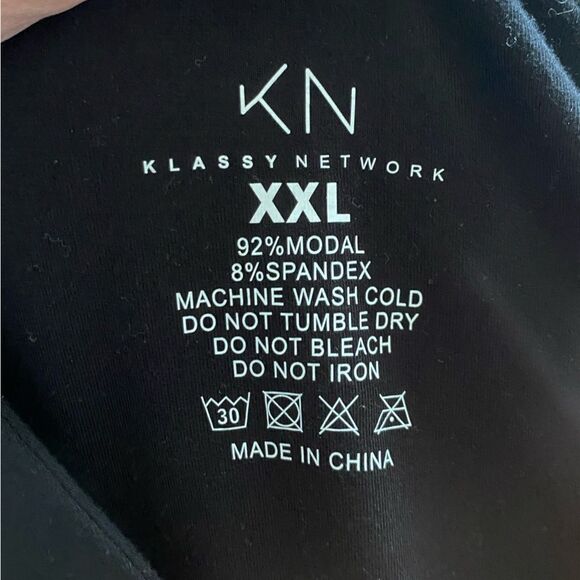 KN
KLASSY NETWORK
XXL
92%MODAL
8%SPANDEX
MACHINE WASH COLD
DO NOT TUMBLE DRY
DO NOT BLEACH
DO NOT IRON
30
MADE IN CHINA